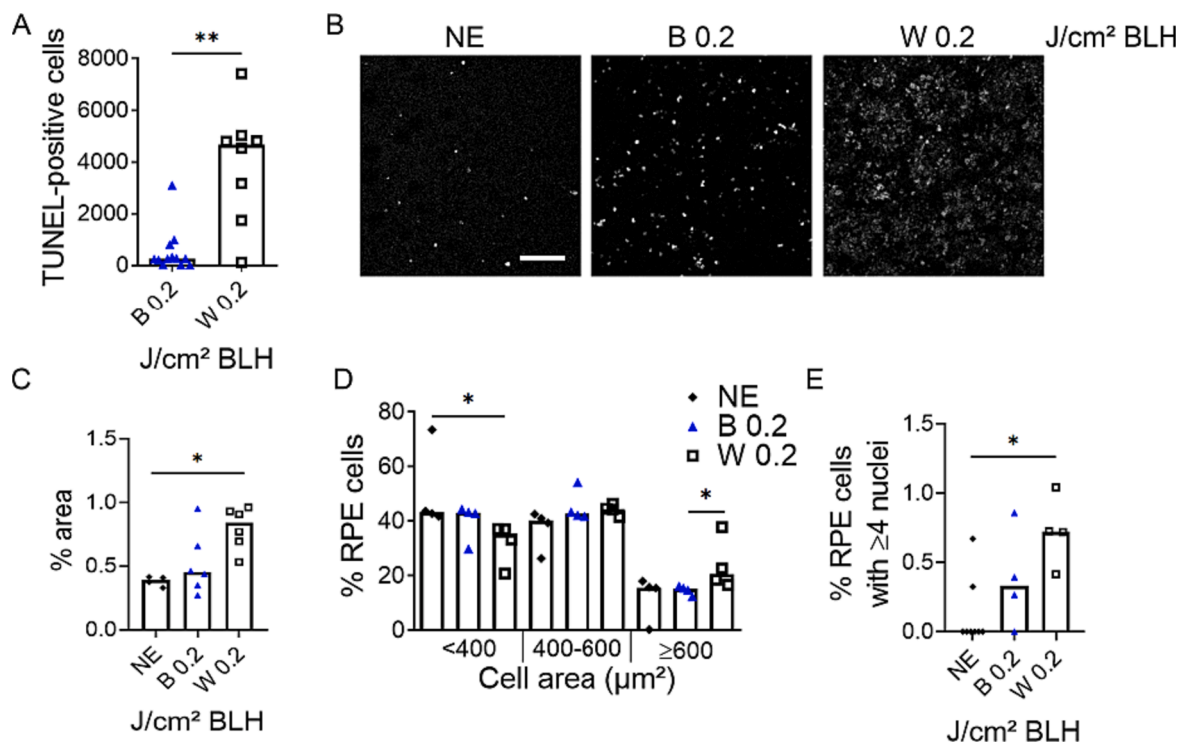 A
TUNEL-positive cells
**
8000
6000
4000
2000
0
B 0.2
W 0.2
J/cm² BLH
B
NE
B 0.2
W 0.2
J/cm² BLH
C
% area
*
1.5
1.0
0.5
0.0
NE
B 0.2
W 0.2
J/cm² BLH
D
% RPE cells
80
60
40
20
0
*
*
NE
B 0.2
W 0.2
<400
400-600
≥600
Cell area (µm²)
E
% RPE cells
with ≥4 nuclei
*
1.5
1.0
0.5
0.0
NE
B 0.2
W 0.2
J/cm² BLH